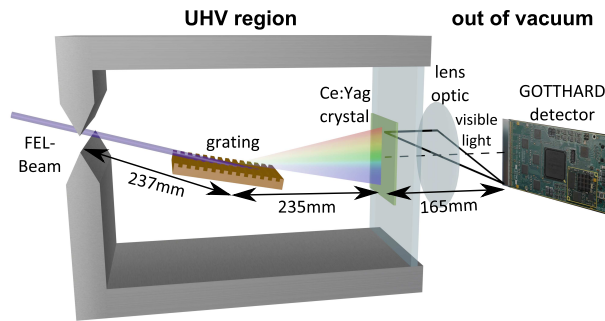 UHV region
out of vacuum
Ce:Yag
crystal
lens
optic
GOTTHARD
detector
visible
light
FEL-
Beam
grating
237mm
235mm
165mm